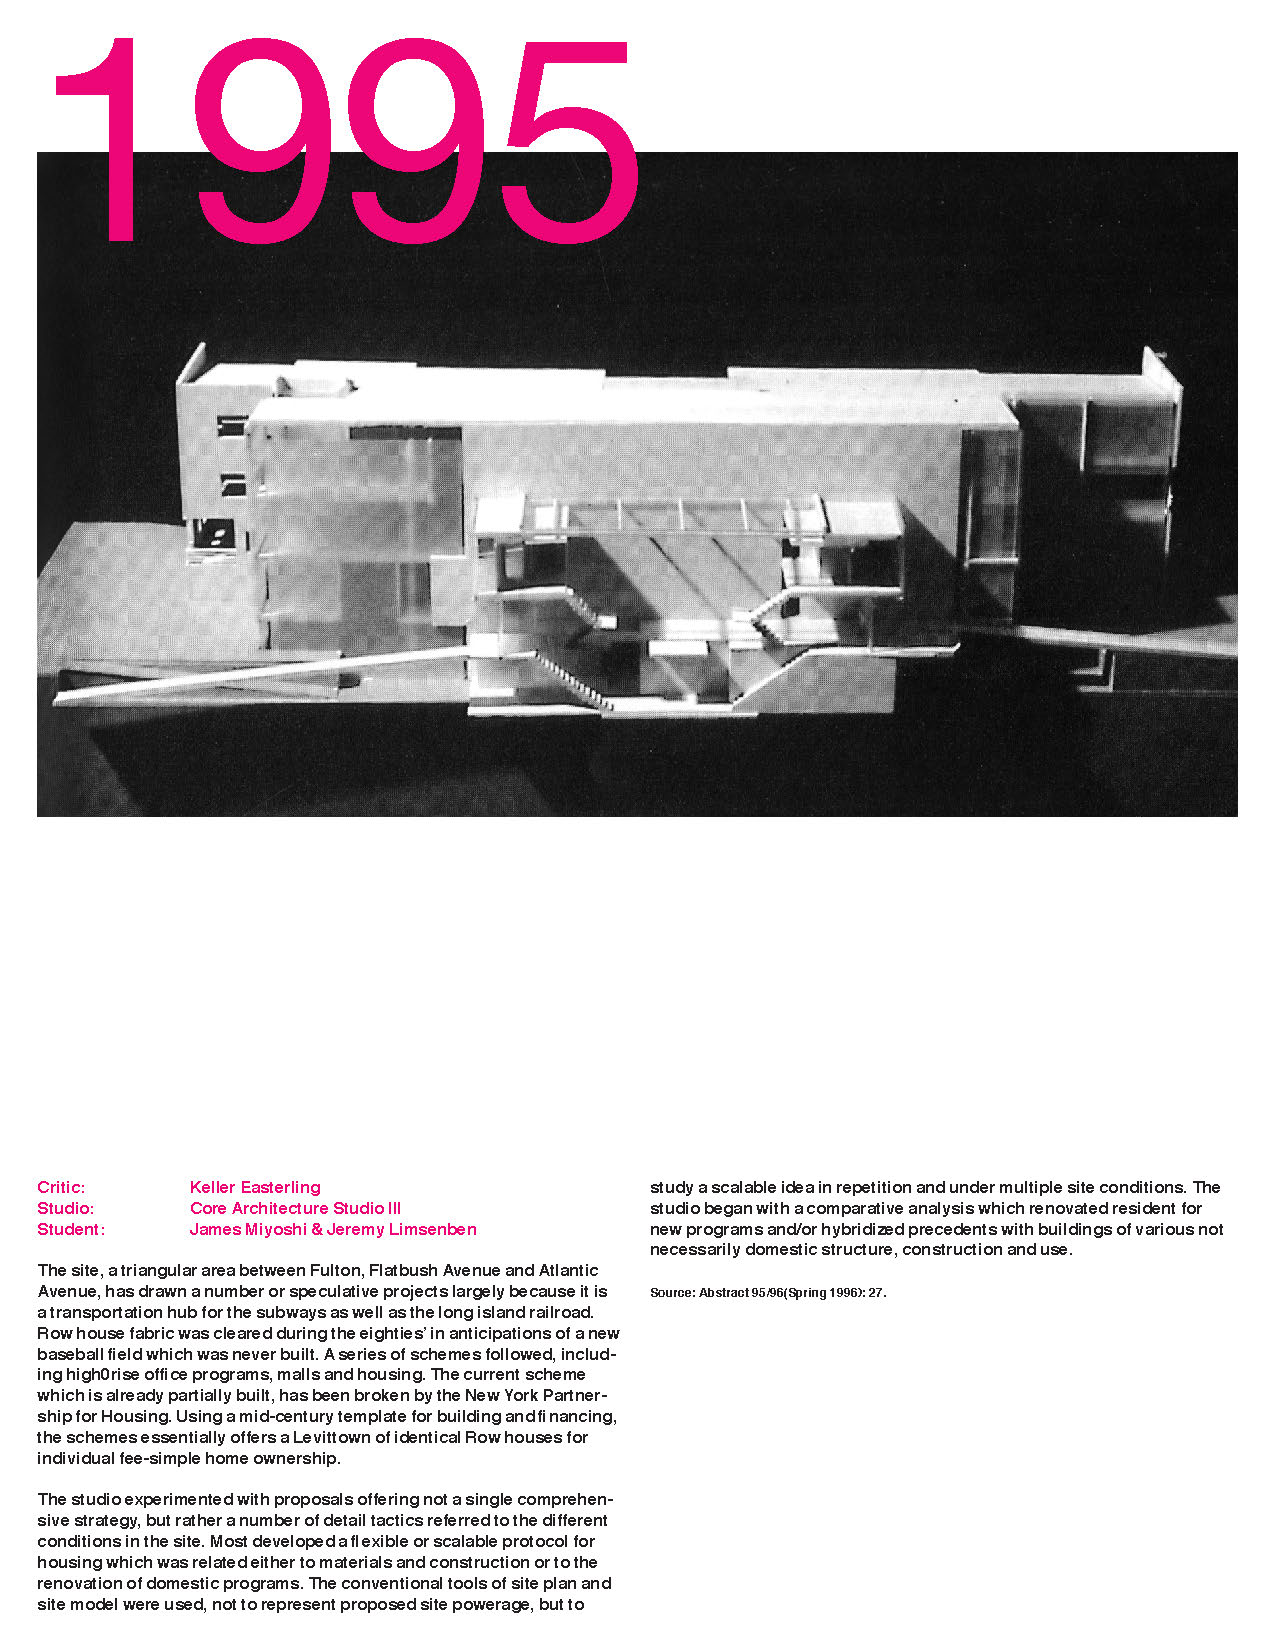 1995
Critic: Keller Easterling
Studio: Core Architecture Studio III
Student: James Miyoshi & Jeremy Limsenben
The site, a triangular area between Fulton, Flatbush Avenue and Atlantic
Avenue, has drawn a number or speculative projects largely because it is
a transportation hub for the subways as well as the long island railroad.
Row house fabric was cleared during the eighties’ in anticipations of a new
baseball field which was never built. A series of schemes followed, includ-
ing high0rise office programs, malls and housing. The current scheme
which is already partially built, has been broken by the New York Partner-
ship for Housing. Using a mid-century template for building and financing,
the schemes essentially offers a Levittown of identical Row houses for
individual fee-simple home ownership.
The studio experimented with proposals offering not a single comprehen-
sive strategy, but rather a number of detail tactics referred to the different
conditions in the site. Most developed a flexible or scalable protocol for
housing which was related either to materials and construction or to the
renovation of domestic programs. The conventional tools of site plan and
site model were used, not to represent proposed site powerage, but to
study a scalable idea in repetition and under multiple site conditions. The
studio began with a comparative analysis which renovated resident for
new programs and/or hybridized precedents with buildings of various not
necessarily domestic structure, construction and use.
Source: Abstract 95/96(Spring 1996): 27.